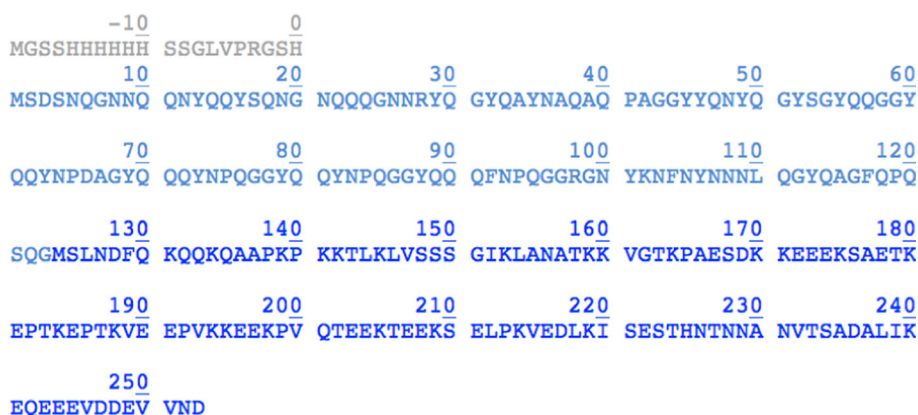 -10 0
MGSSHHHHHH SSGLVPRGSH
10 20 30 40 50 60
MSDSNQGNNQ QNYQQYSQNG NQQQGNNRYQ GYQAYNAQAQ PAGGYYQNYQ GYSGYQQGGY
70 80 90 100 110 120
QQYNPDAGYQ QQYNPQGGYQ QYNPQGGYQQ QFNPQGGRGN YKNFNYNNNL QGYQAGFQPQ
130 140 150 160 170 180
SQGMSLNDFQ KQQKQAAPKP KKTLKLVSSS GIKLANATKK VGTKPAESDK KEEEKSAETK
190 200 210 220 230 240
EPTKEPTKVE EPVKKEEKPV QTEEKTEEKS ELPKVEDLKI SESTHNTNNA NVTSADALIK
250
EQEEEVDDEV VND